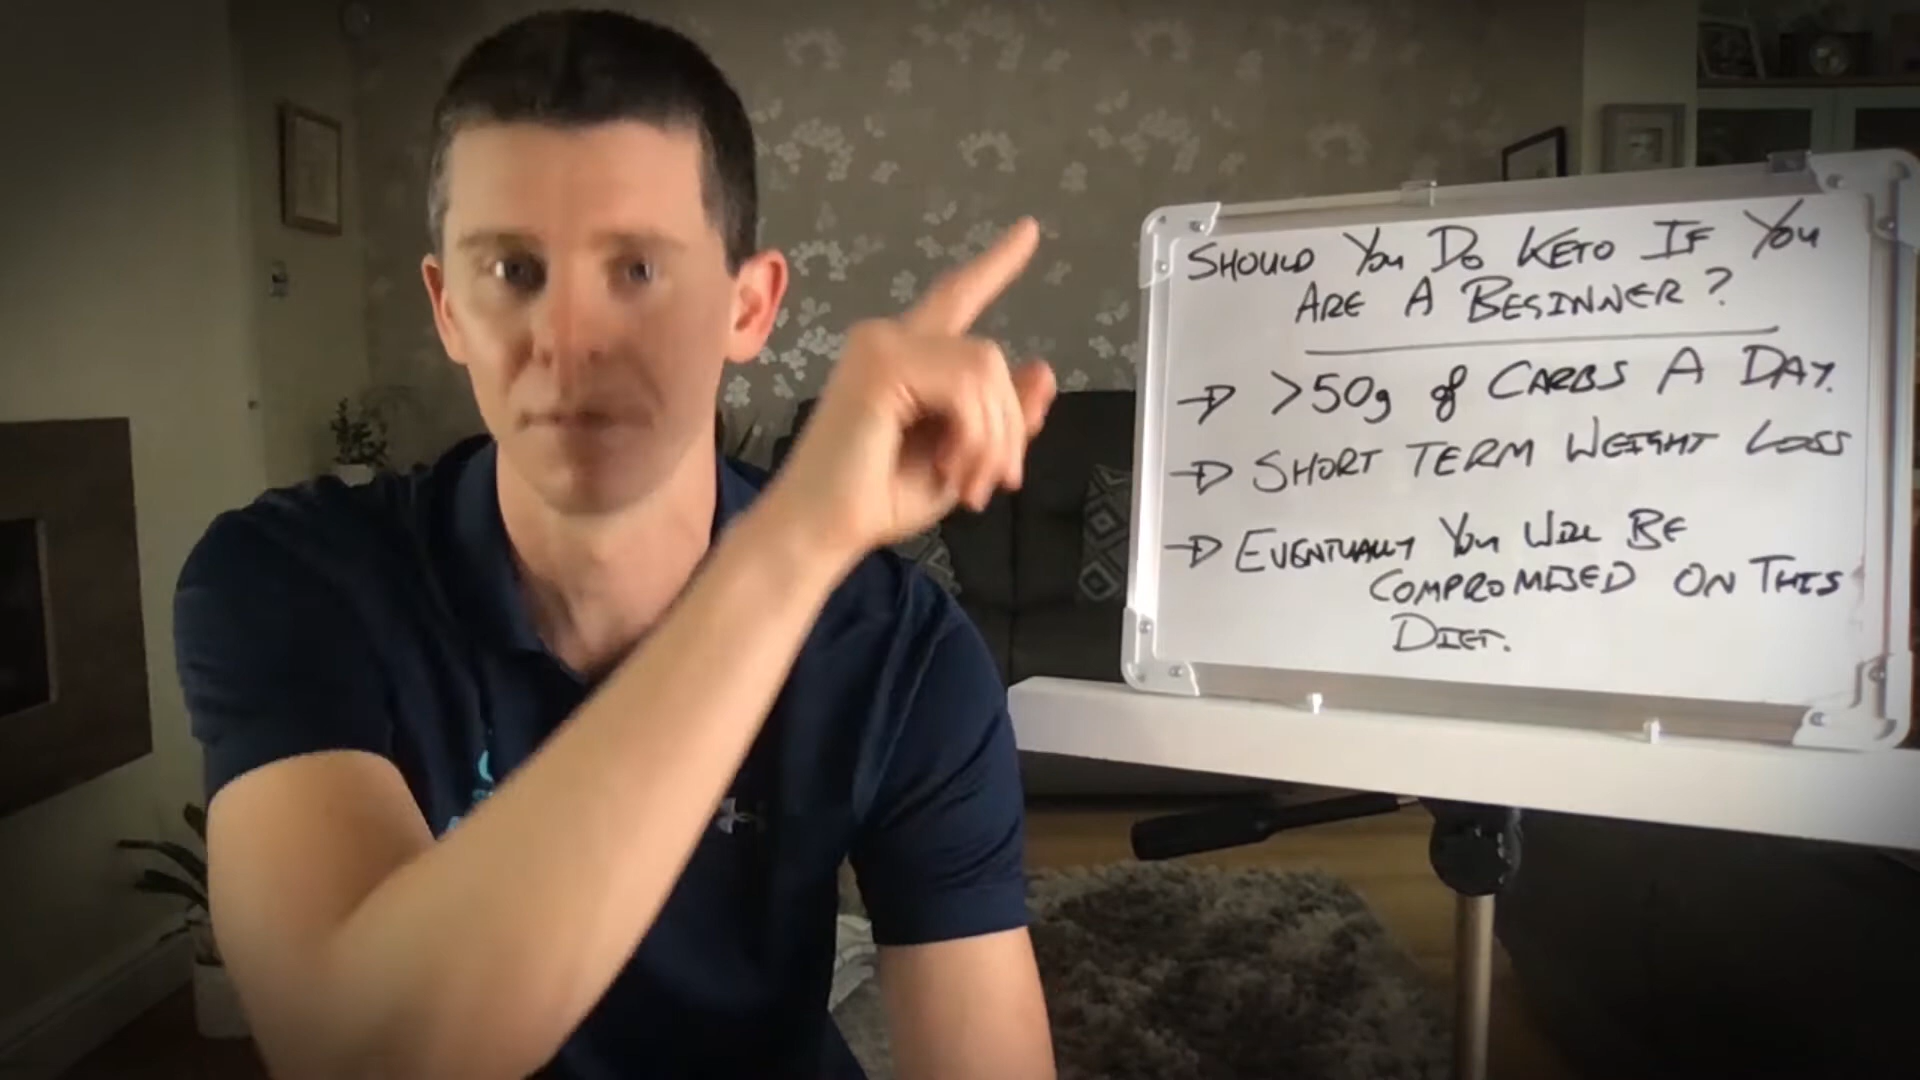 SHOULD YOU DO KETO IF YOU
ARE A BEGINNER?
→ >50g of CARBS A DAY.
→ SHORT TERM WEIGHT LOSS
→ EVENTUALLY YOU WILL BE
COMPROMISED ON THIS
DIET.